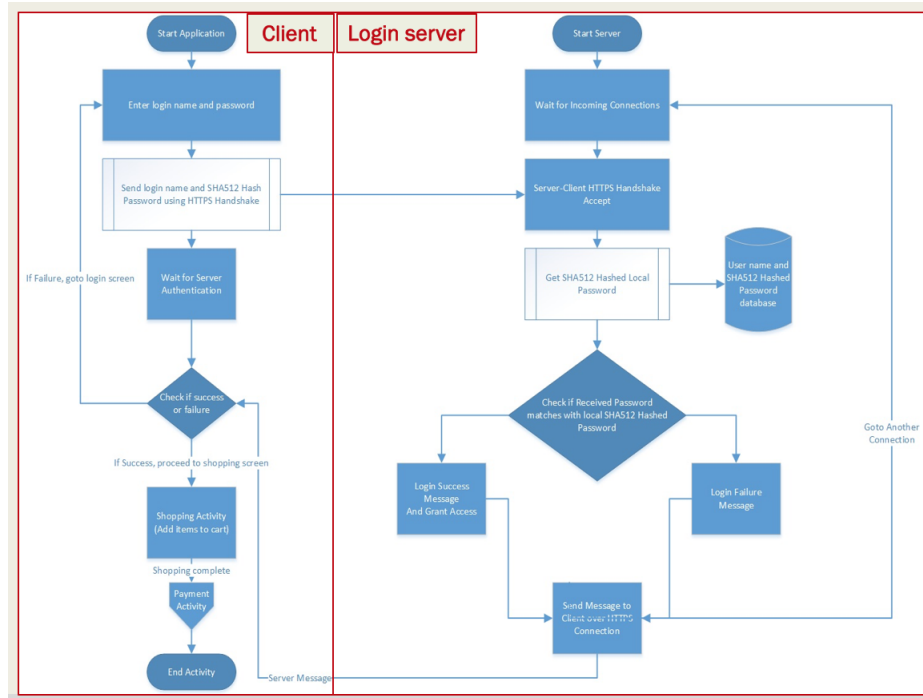 Client
Login server
Start Application
Enter login name and password
Send login name and SHA512 Hash
Password using HTTPS Handshake
If Failure, goto login screen
Wait for Server
Authentication
Check if success
or failure
If Success, proceed to shopping screen
Shopping Activity
(Add items to cart)
Shopping complete
Payment
Activity
End Activity
Server Message
Start Server
Wait for Incoming Connections
Server-Client HTTPS Handshake
Accept
Get SHA512 Hashed Local
Password
User name and
SHA512 Hashed
Password
database
Check if Received Password
matches with local SHA512 Hashed
Password
Goto Another
Connection
Login Success
Message
And Grant Access
Login Failure
Message
Send Message to
Client over HTTPS
Connection